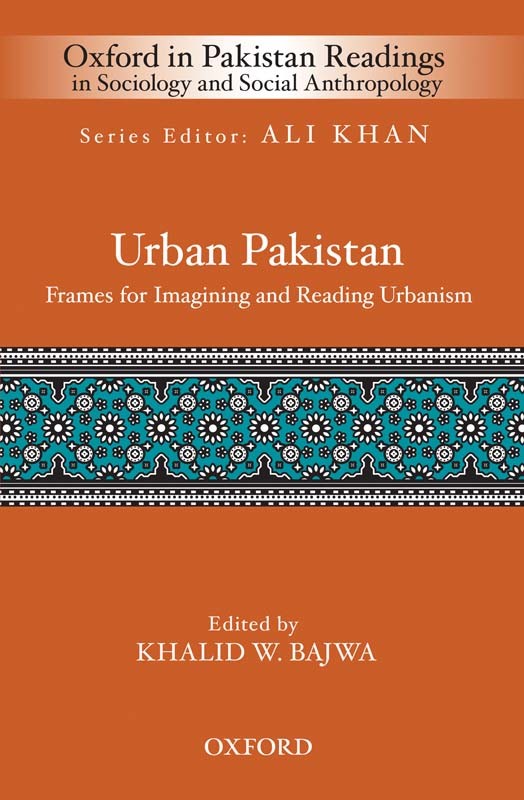 Oxford in Pakistan Readings
in Sociology and Social Anthropology
Series Editor: ALI KHAN
Urban Pakistan
Frames for Imagining and Reading Urbanism
Edited by
KHALID W. BAJWA
OXFORD